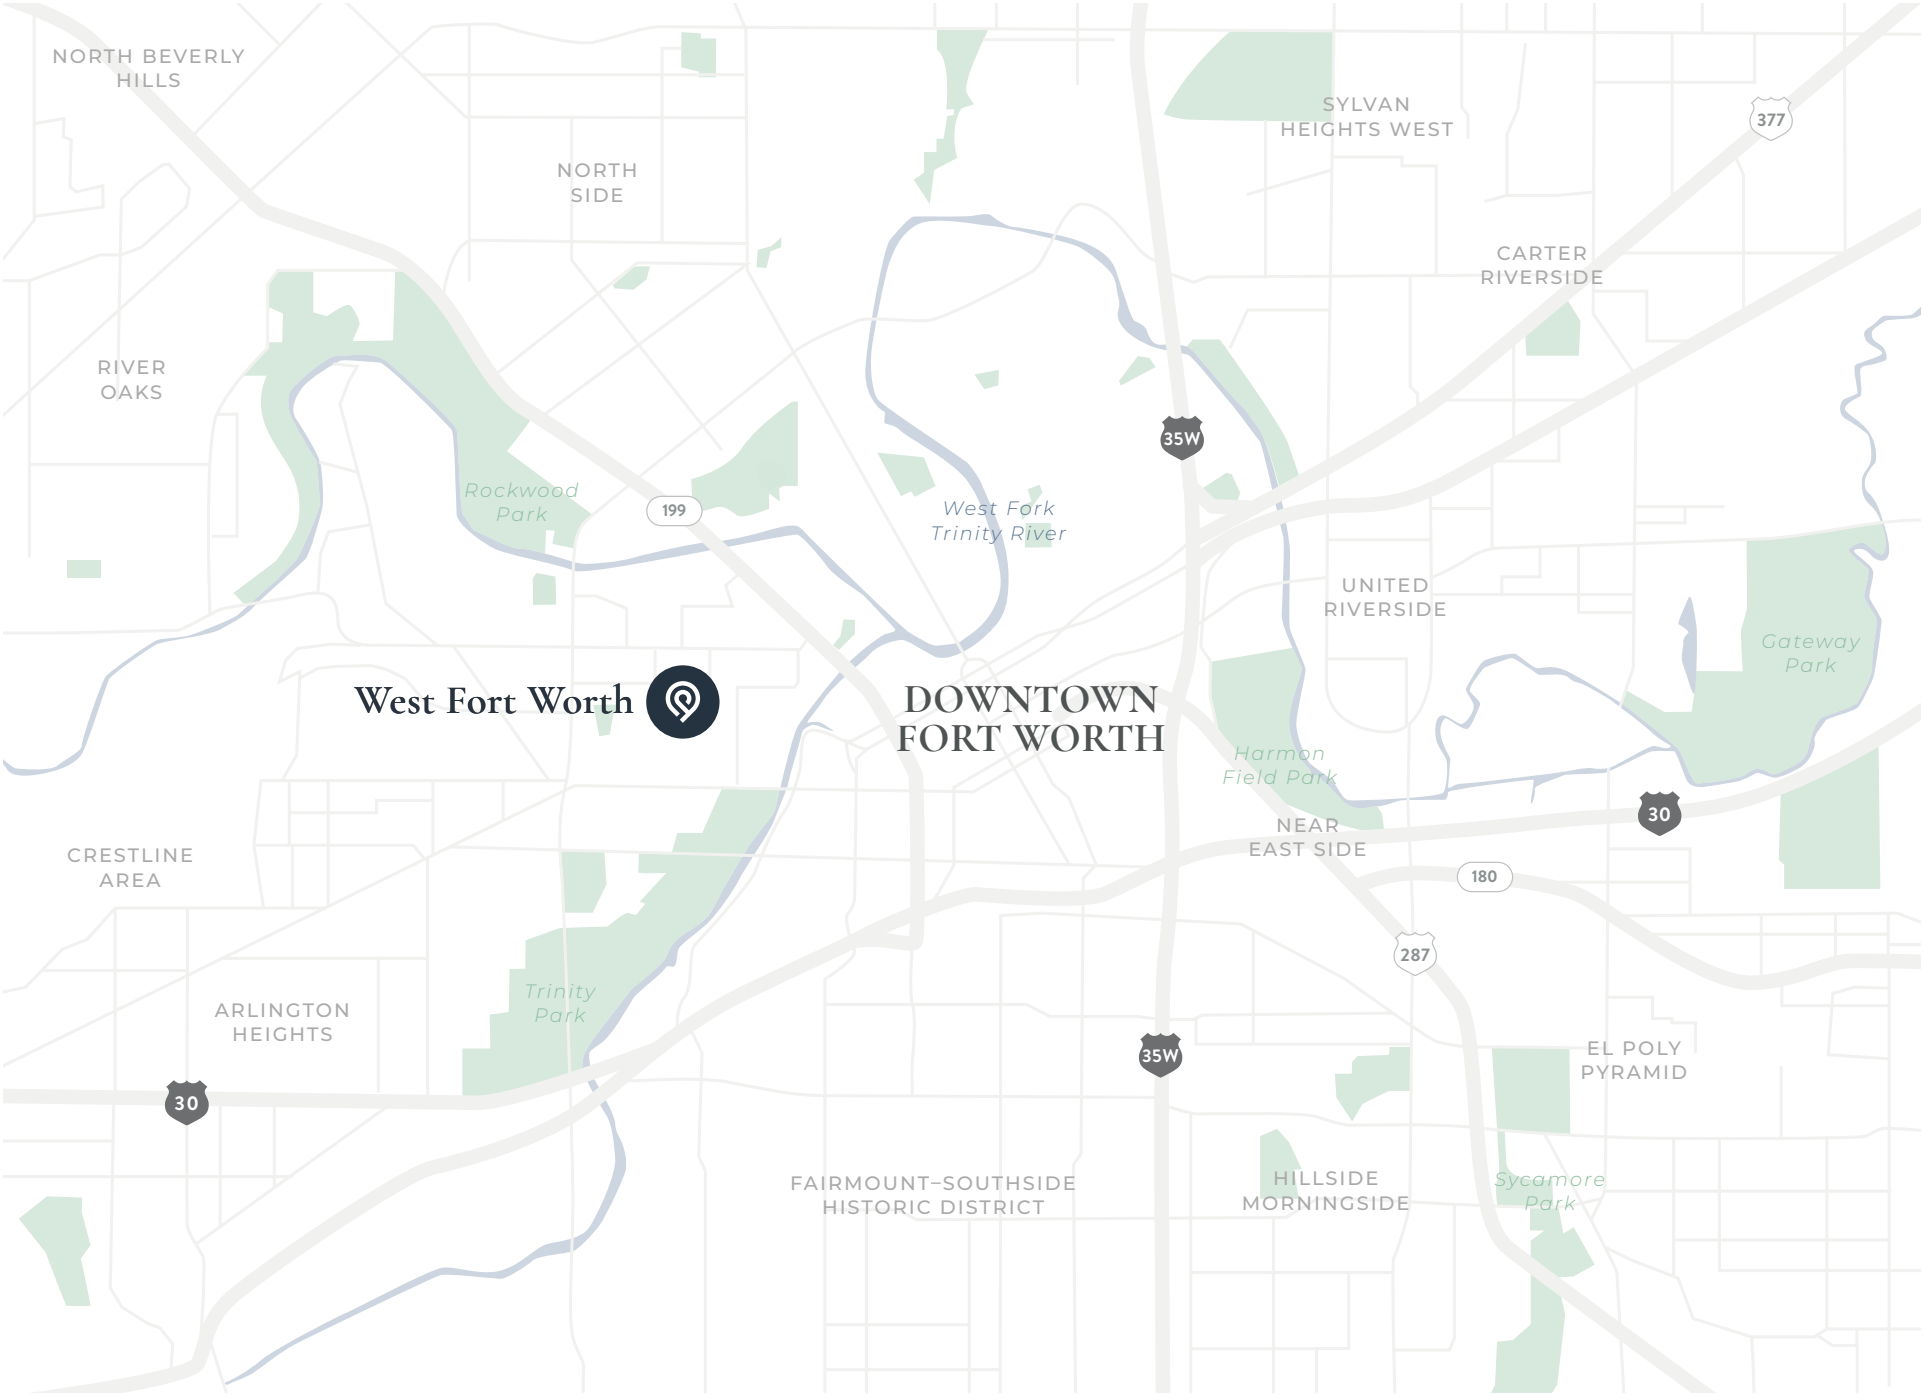 NORTH BEVERLY
HILLS
SYLVAN
HEIGHTS WEST
377
NORTH
SIDE
CARTER
RIVERSIDE
RIVER
OAKS
35W
Rockwood
Park
199
West Fork
Trinity River
UNITED
RIVERSIDE
Gateway
Park
West Fort Worth
DOWNTOWN
FORT WORTH
Harmon
Field Park
30
NEAR
EAST SIDE
CRESTLINE
AREA
180
287
Trinity
Park
ARLINGTON
HEIGHTS
35W
EL POLY
PYRAMID
30
FAIRMOUNT–SOUTHSIDE
HISTORIC DISTRICT
HILLSIDE
MORNINGSIDE
Sycamore
Park